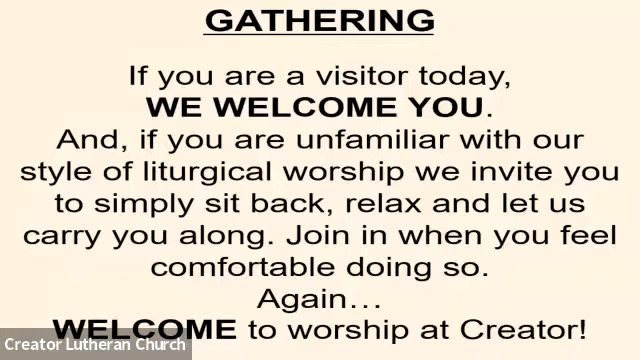 GATHERING
If you are a visitor today,
WE WELCOME YOU.
And, if you are unfamiliar with our
style of liturgical worship we invite you
to simply sit back, relax and let us
carry you along. Join in when you feel
comfortable doing so.
Again…
WELCOME to worship at Creator!
Creator Lutheran Church